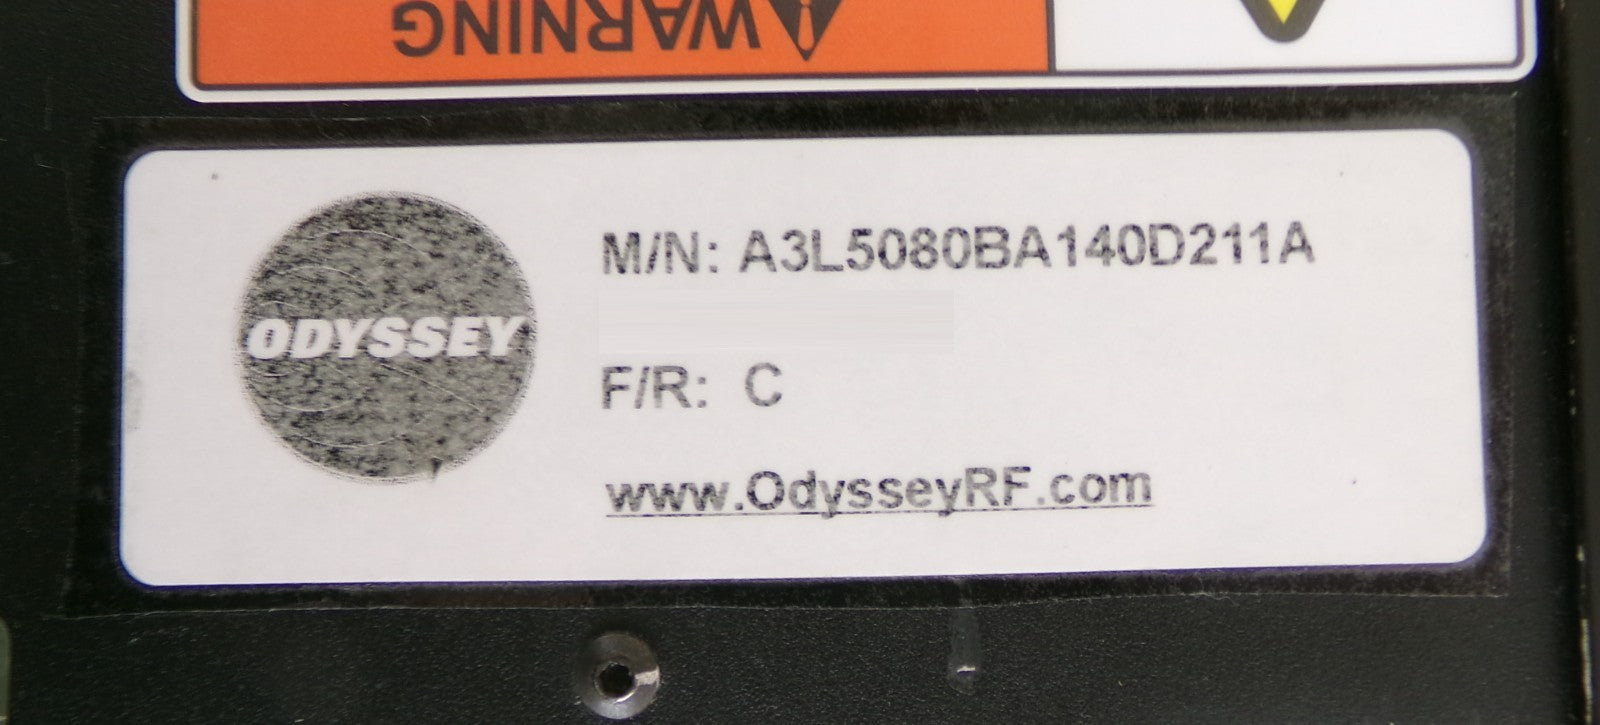 WARNING
ODYSSEY
M/N: A3L5080BA140D211A
F/R: C
www.OdysseyRF.com